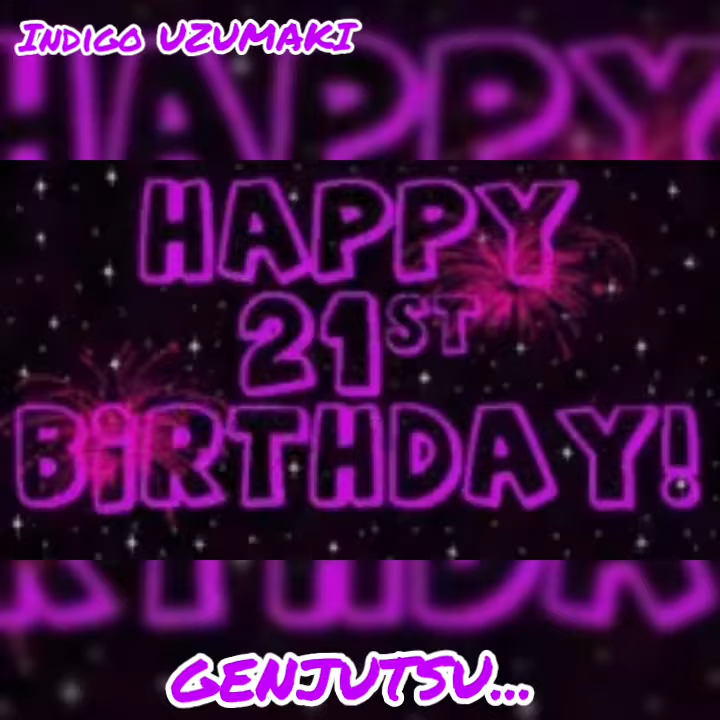 Indigo UZUMAKI
HAPPY
21ST
BiRTHDAY!
GENJUTSU...